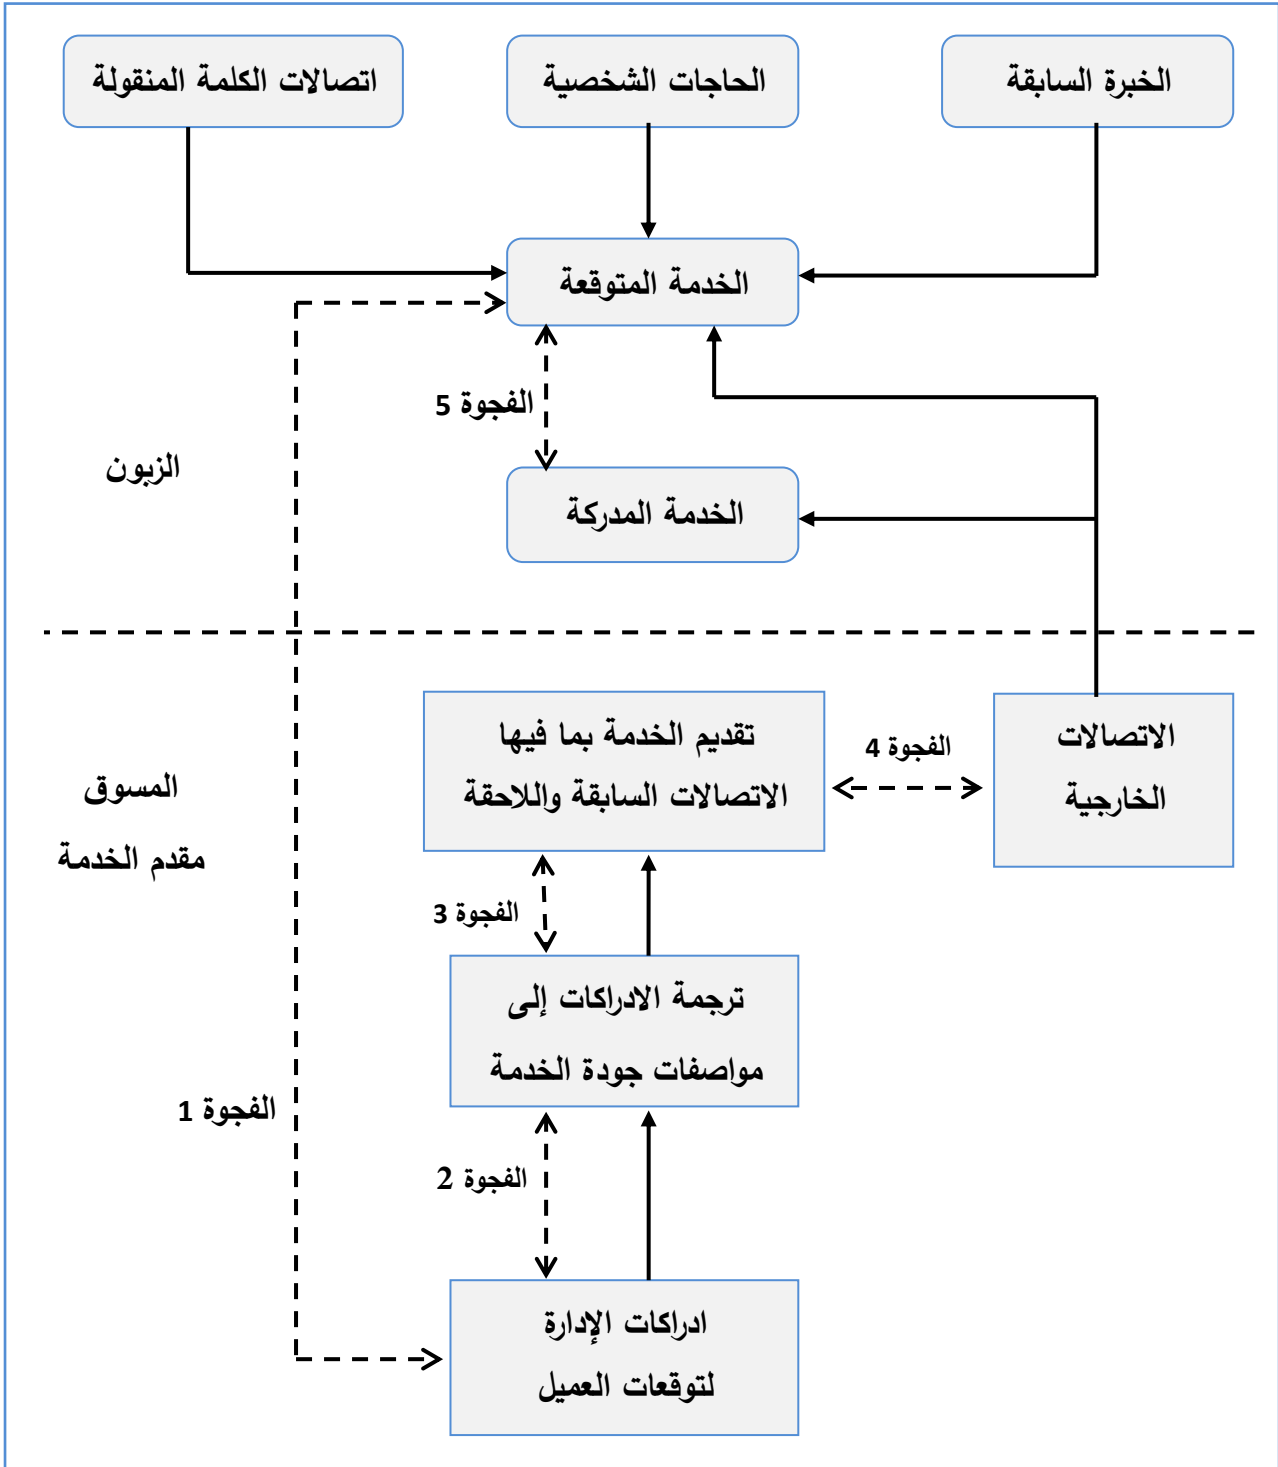 الخبرة السابقة
الحاجات الشخصية
اتصالات الكلمة المنقولة
الخدمة المتوقعة
الفجوة 5
الزبون
الخدمة المدركة
الاتصالات
الخارجية
الفجوة 4
تقديم الخدمة بما فيها
الاتصالات السابقة واللاحقة
المسوق
مقدم الخدمة
الفجوة 3
ترجمة الادراكات إلى
مواصفات جودة الخدمة
الفجوة 1
الفجوة 2
ادراكات الإدارة
لتوقعات العميل